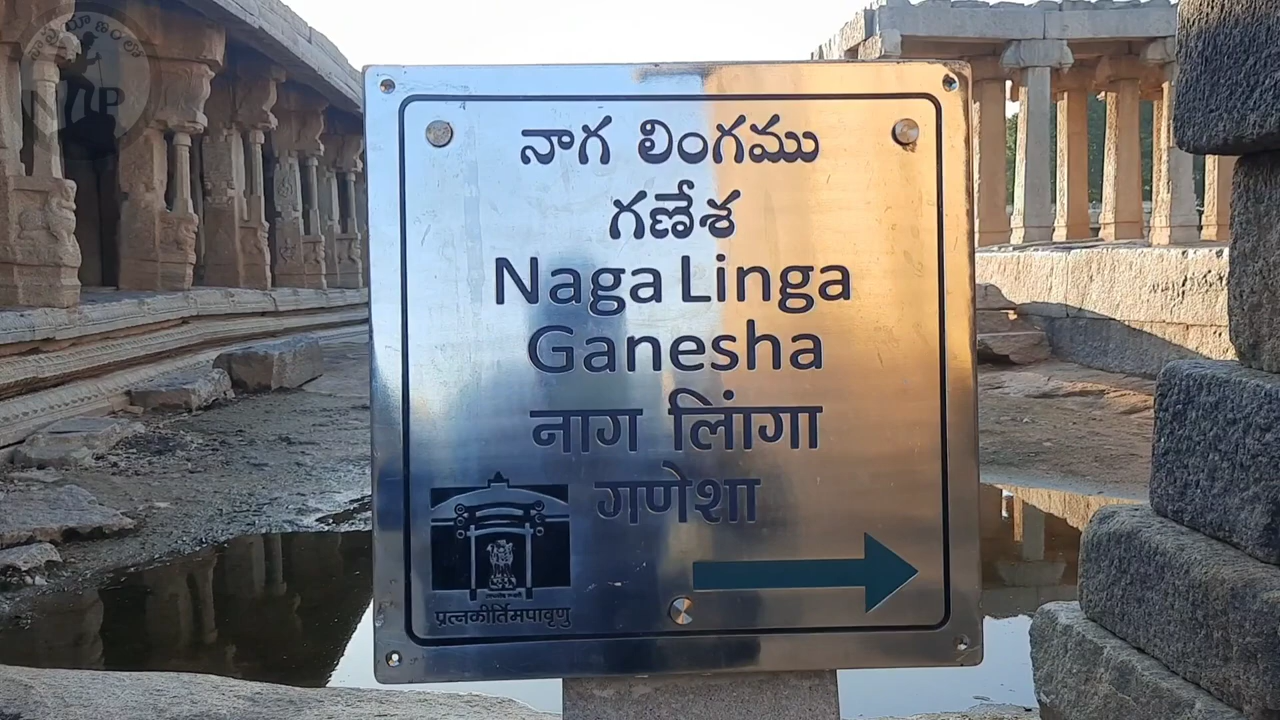 నాగ లింగము
గణేశ
Naga Linga
Ganesha
नाग लिंागा
गणेशा
प्रत्नकीर्तिमपावृणु